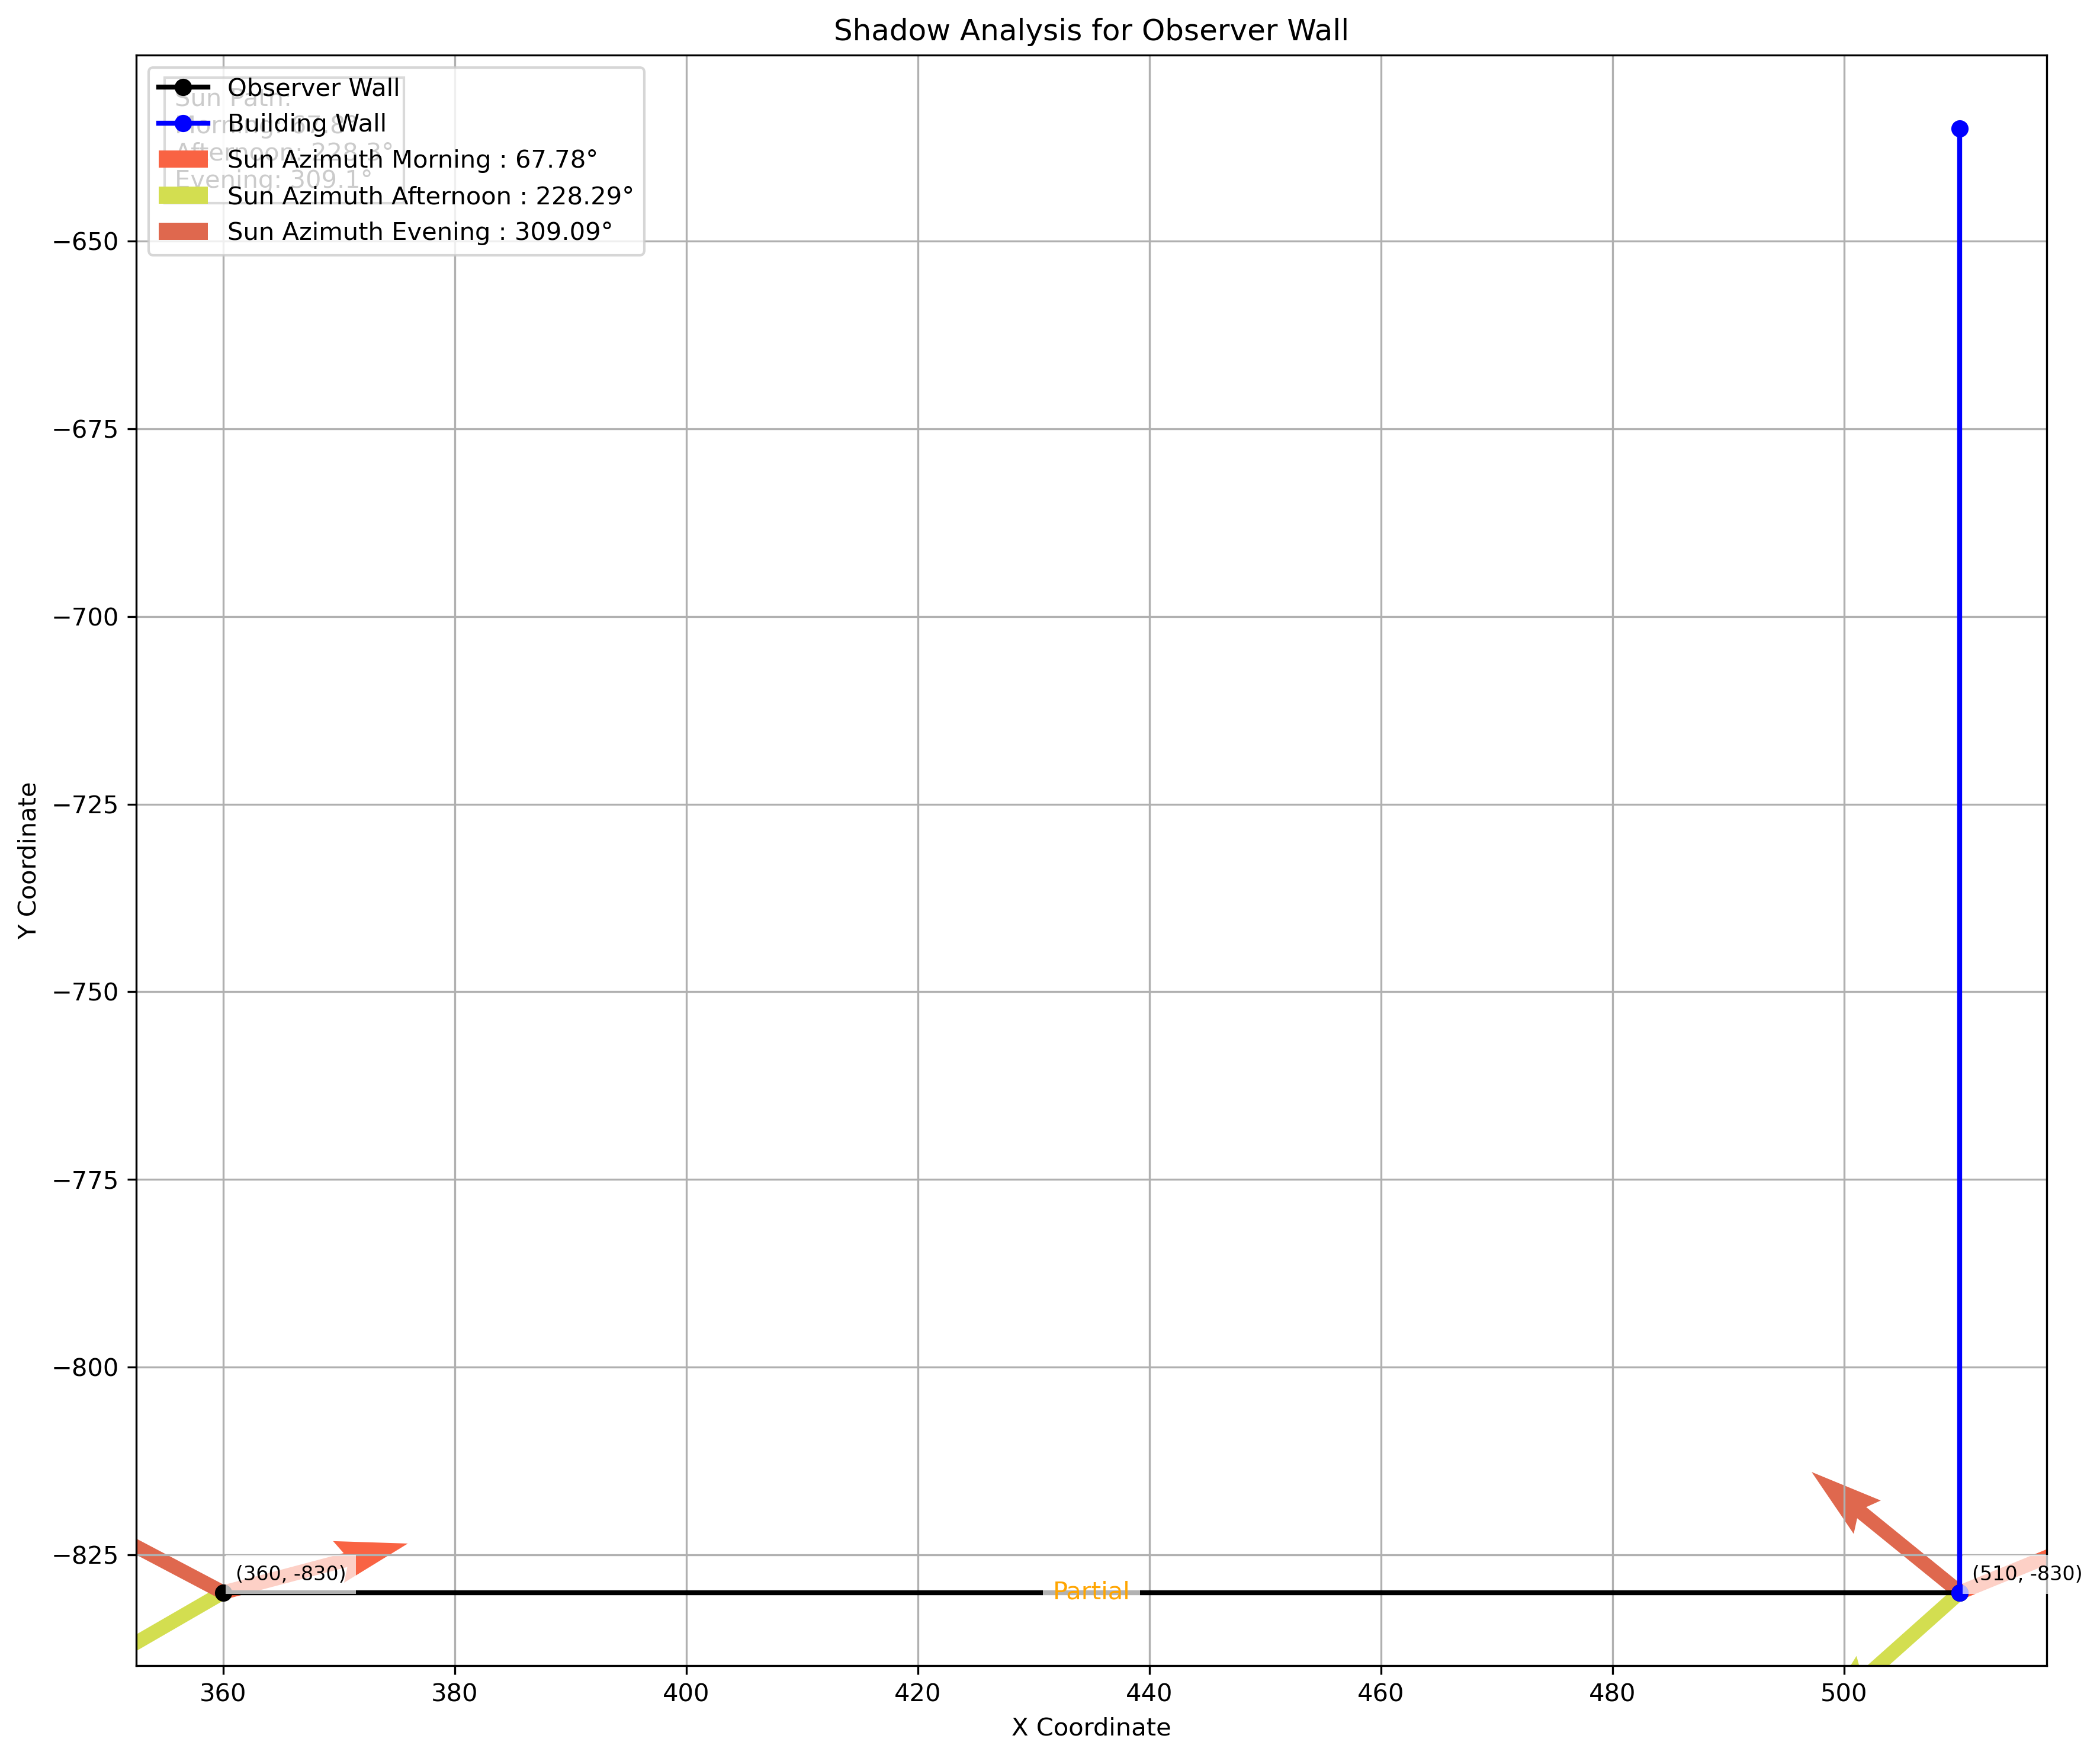 Shadow Analysis for Observer Wall
Sun Path:
Morning: 67.8°
Afternoon: 228.3°
Evening: 309.1°
Observer Wall
Building Wall
Sun Azimuth Morning : 67.78°
Sun Azimuth Afternoon : 228.29°
Sun Azimuth Evening : 309.09°
−650
−675
−700
−725
−750
−775
−800
−825
Y Coordinate
(360, -830)
Partial
(510, -830)
360
380
400
420
440
460
480
500
X Coordinate